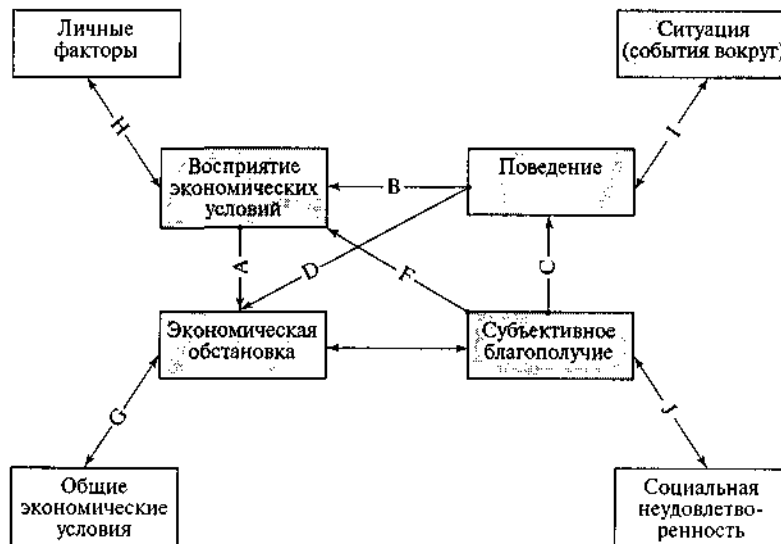 Личные
факторы
Ситуация
(события вокруг)
H
I
Восприятие
экономических
условий
B
Поведение
A
D
F
C
Экономическая
обстановка
Субъективное
благополучие
G
J
Общие
экономические
условия
Социальная
неудовлетво-
ренность